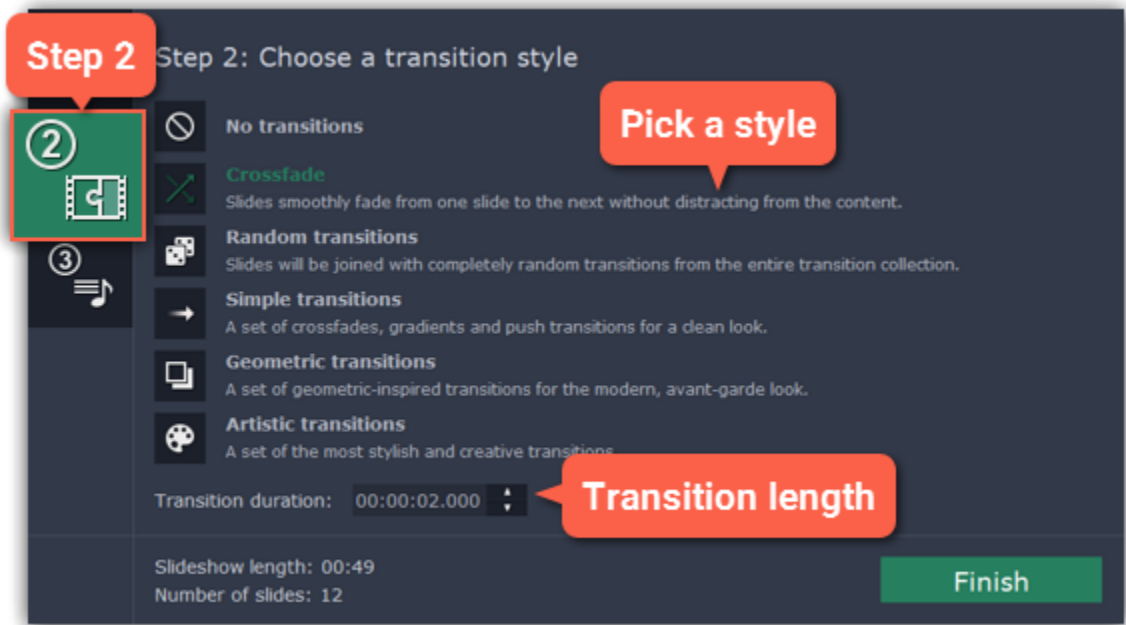 Step 2
Step 2: Choose a transition style
2
3
No transitions
Pick a style
Crossfade
Slides smoothly fade from one slide to the next without distracting from the content.
Random transitions
Slides will be joined with completely random transitions from the entire transition collection.
Simple transitions
A set of crossfades, gradients and push transitions for a clean look.
Geometric transitions
A set of geometric-inspired transitions for the modern, avant-garde look.
Artistic transitions
A set of the most stylish and creative transitions
Transition duration: 00:00:02.000
Transition length
Slideshow length: 00:49
Number of slides: 12
Finish